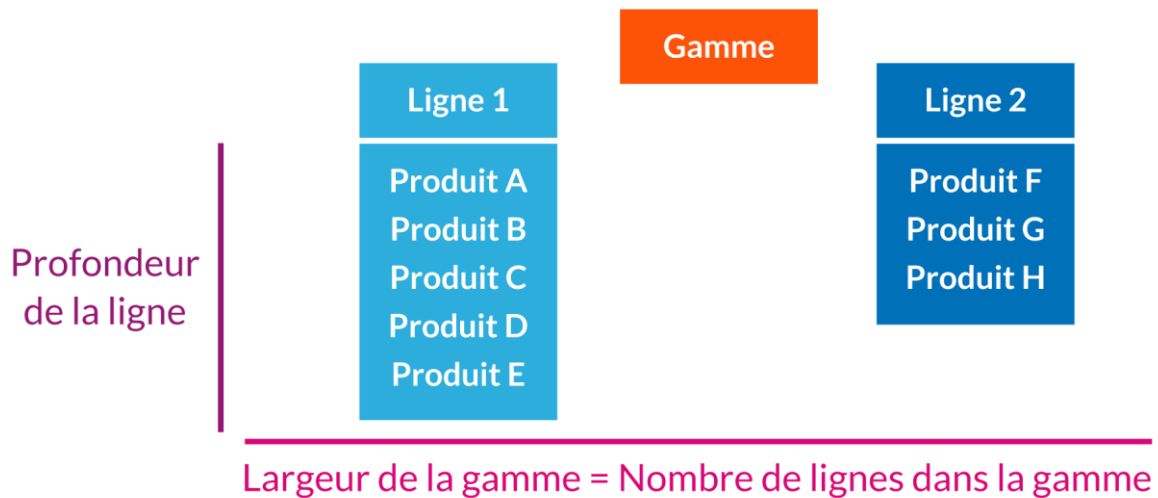 Gamme
Ligne 1
Ligne 2
Produit A
Produit B
Produit C
Produit D
Produit E
Produit F
Produit G
Produit H
Profondeur
de la ligne
Largeur de la gamme = Nombre de lignes dans la gamme